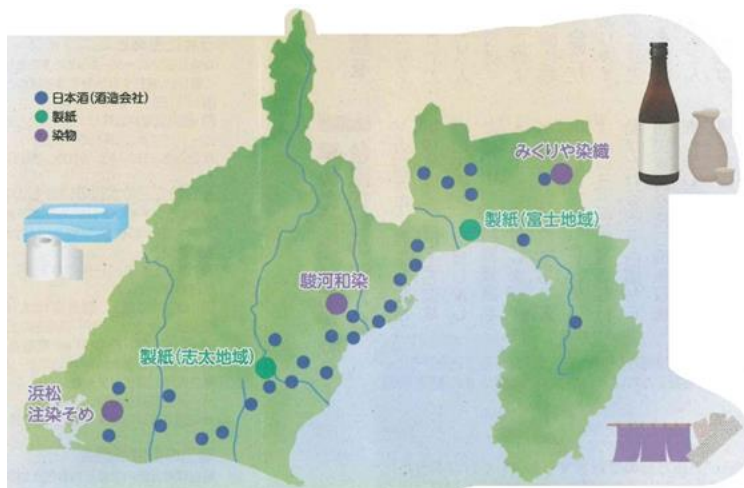 日本酒(酒造会社)
製紙
染物
みくりや染織
製紙(富士地域)
駿河和染
製紙(志太地域)
浜松
注染そめ